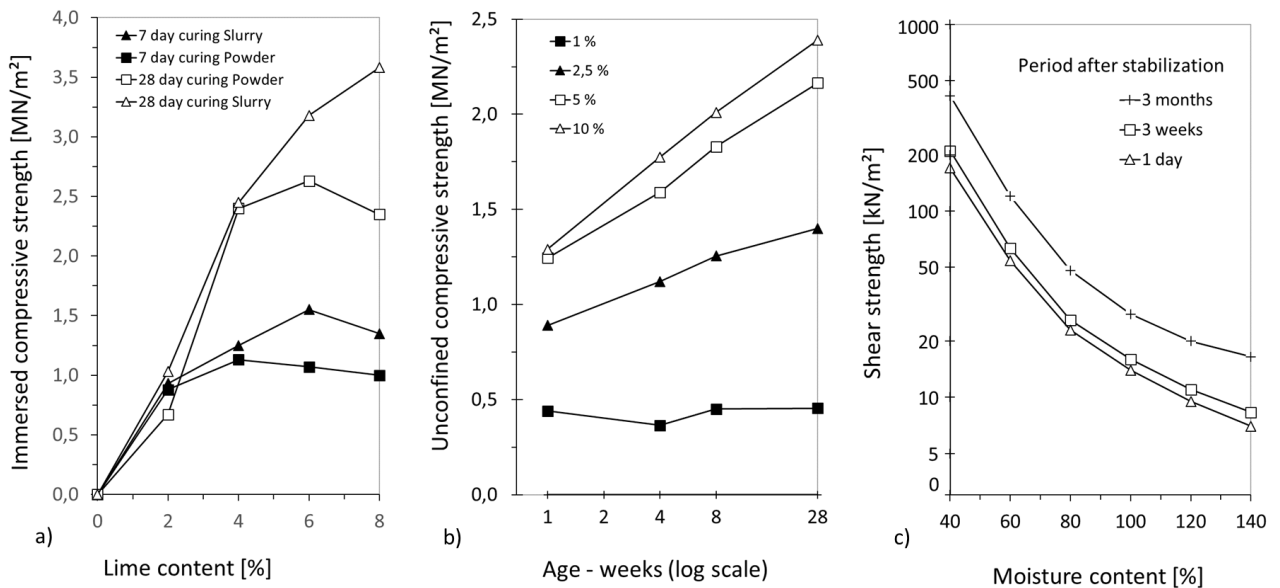 Immersed compressive strength [MN/m²]
4,0
3,5
3,0
2,5
2,0
1,5
1,0
0,5
0,0
7 day curing Slurry
7 day curing Powder
28 day curing Powder
28 day curing Slurry
0 2 4 6 8
a)
Lime content [%]
Unconfined compressive strength [MN/m²]
2,5
2,0
1,5
1,0
0,5
0,0
1 %
2,5 %
5 %
10 %
1 2 4 8 28
b)
Age - weeks (log scale)
Shear strength [kN/m²]
1000
500
200
100
50
20
10
5
0
Period after stabilization
3 months
3 weeks
1 day
40 60 80 100 120 140
c)
Moisture content [%]